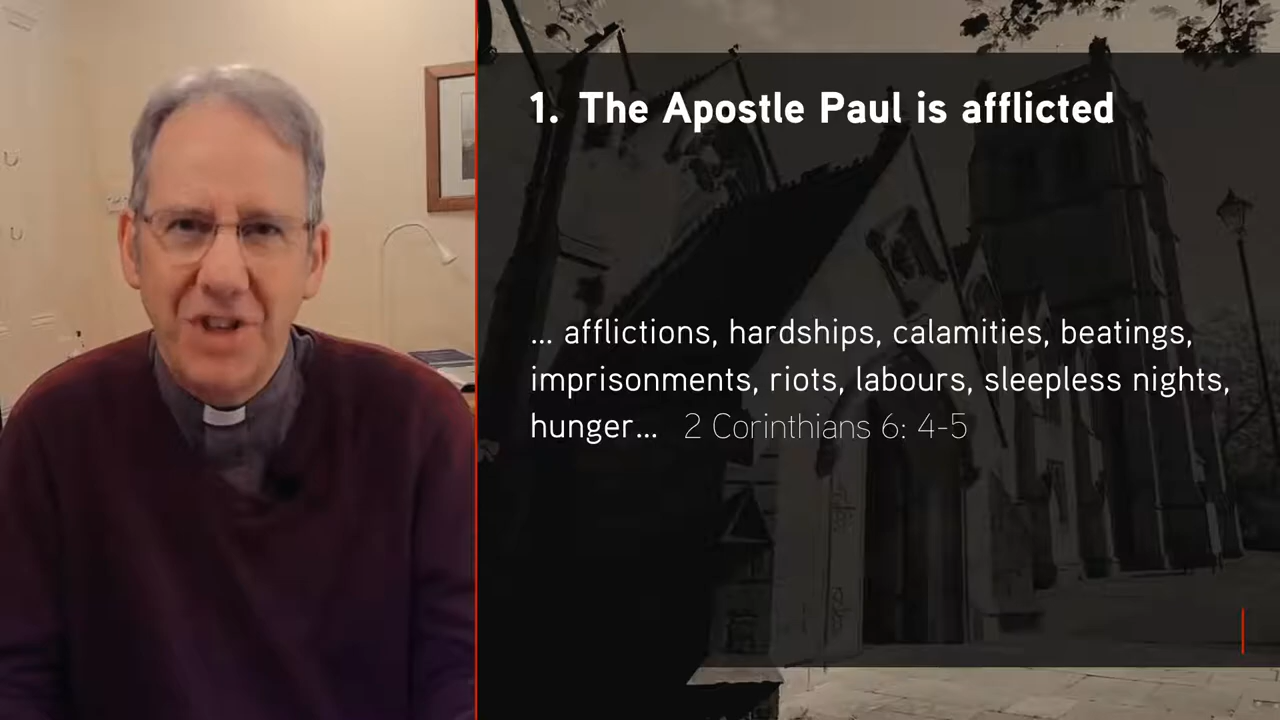 1. The Apostle Paul is afflicted
... afflictions, hardships, calamities, beatings,
imprisonments, riots, labours, sleepless nights,
hunger... 2 Corinthians 6: 4-5